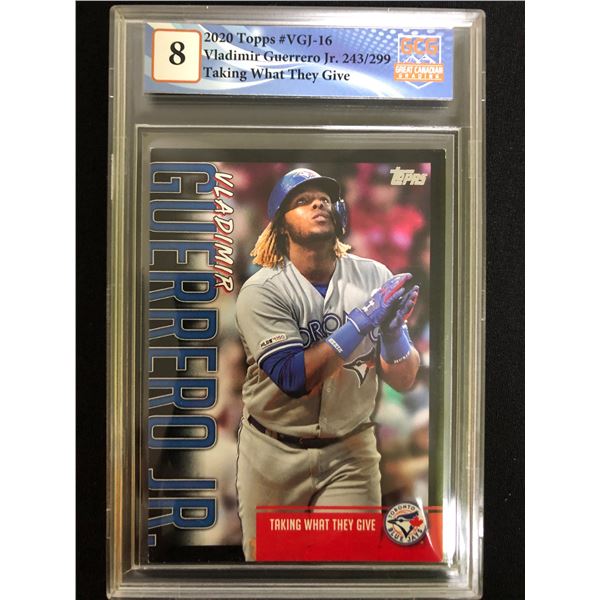 8
2020 Topps #VGJ-16
Vladimir Guerrero Jr. 243/299
Taking What They Give
GCG
GREAT CANADIAN
GRADING
Topps
VLADIMIR
GUERRERO JR.
TORONTO
TAKING WHAT THEY GIVE
TORONTO
BLUE JAYS